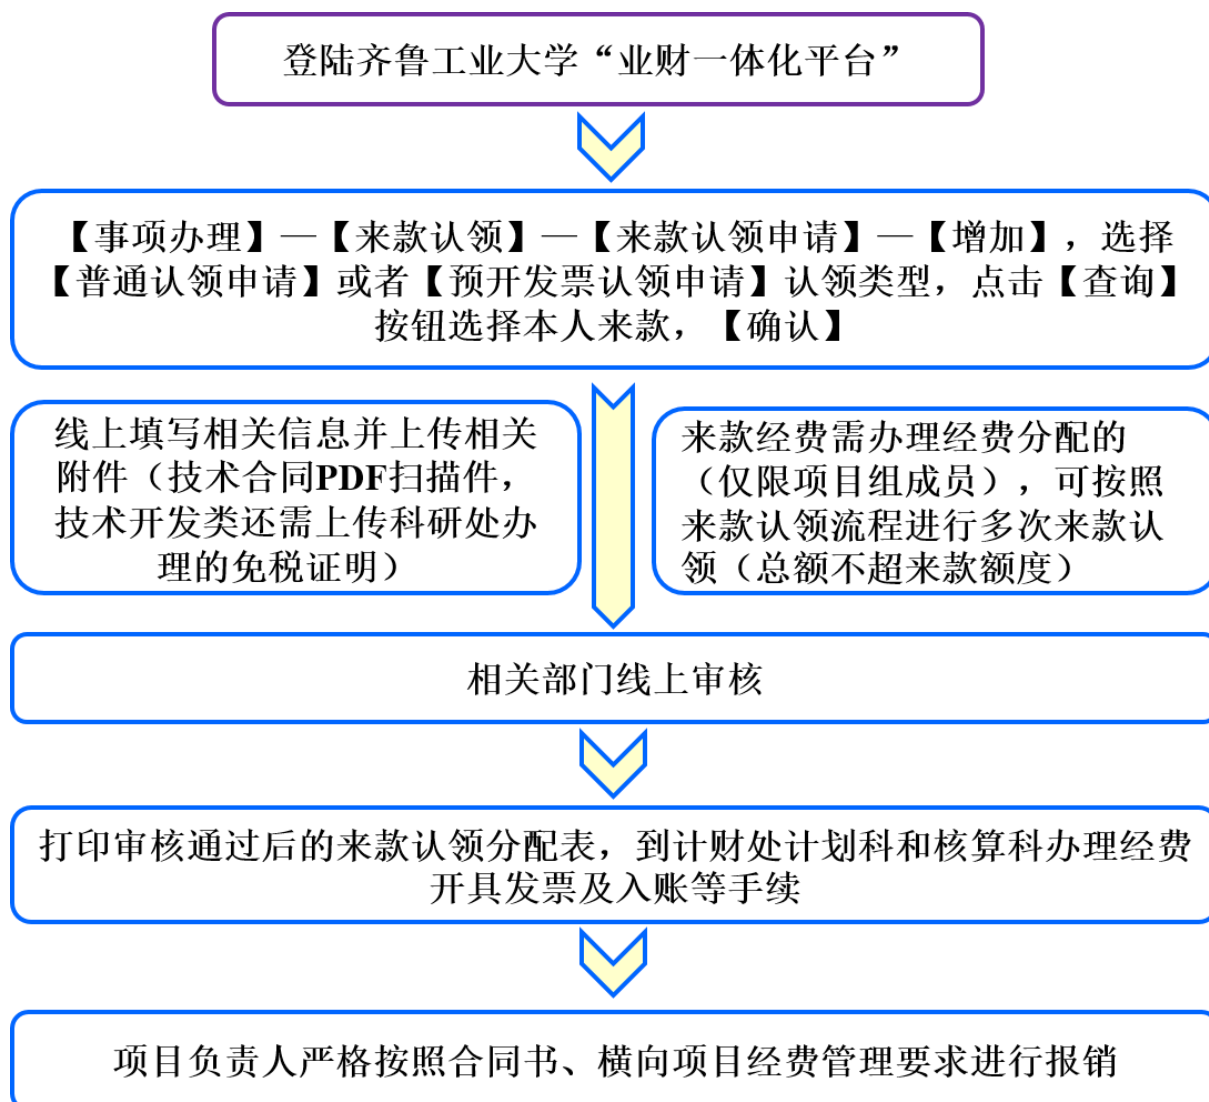 登陆齐鲁工业大学“业财一体化平台”
【事项办理】—【来款认领】—【来款认领申请】—【增加】，选择
【普通认领申请】或者【预开发票认领申请】认领类型，点击【查询】
按钮选择本人来款，【确认】
线上填写相关信息并上传相关
附件（技术合同PDF扫描件，
技术开发类还需上传科研处办
理的免税证明）
来款经费需办理经费分配的
（仅限项目组成员），可按照
来款认领流程进行多次来款认
领（总额不超来款额度）
相关部门线上审核
打印审核通过后的来款认领分配表，到计财处计划科和核算科办理经费
开具发票及入账等手续
项目负责人严格按照合同书、横向项目经费管理要求进行报销